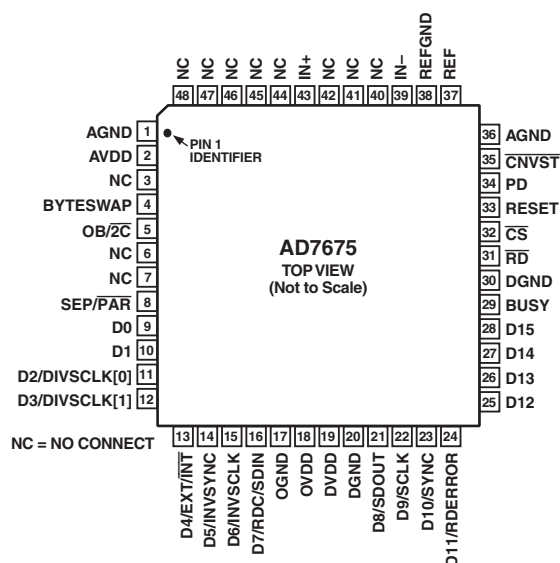 NC
NC
NC
NC
NC
IN+
NC
NC
NC
IN–
REFGND
REF
48 47 46 45 44 43 42 41 40 39 38 37
AGND 1
AVDD 2
NC 3
BYTESWAP 4
OB/2C 5
NC 6
NC 7
SEP/PAR 8
D0 9
D1 10
D2/DIVSCLK[0] 11
D3/DIVSCLK[1] 12
PIN 1
IDENTIFIER
AD7675
TOP VIEW
(Not to Scale)
36 AGND
35 CNVST
34 PD
33 RESET
32 CS
31 RD
30 DGND
29 BUSY
28 D15
27 D14
26 D13
25 D12
NC = NO CONNECT
13 14 15 16 17 18 19 20 21 22 23 24
D4/EXT/INT
D5/INVSYNC
D6/INVSCLK
D7/RDC/SDIN
OGND
OVDD
DVDD
DGND
D8/SDOUT
D9/SCLK
D10/SYNC
D11/RDERROR